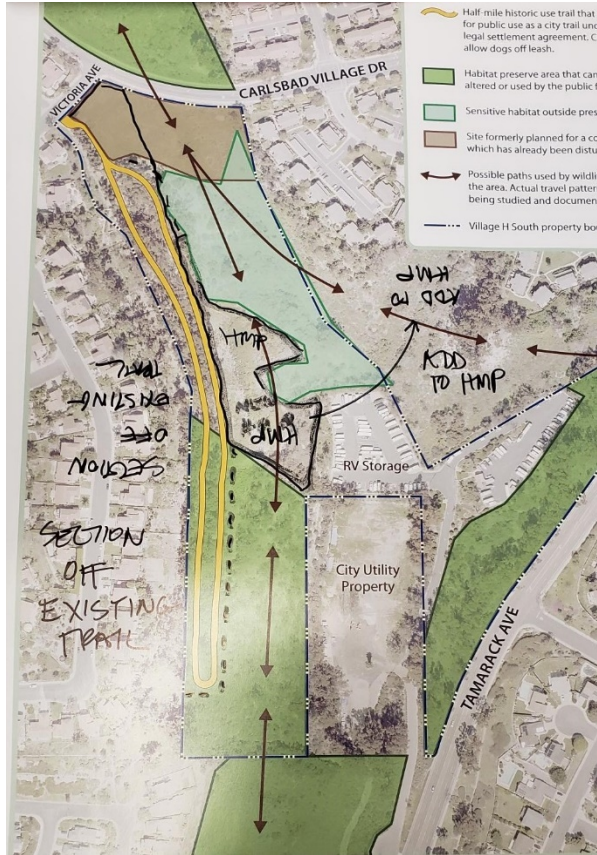 Half-mile historic use trail that
for public use as a city trail und
legal settlement agreement. C
allow dogs off leash.
VICTORIA AVE
CARLSBAD VILLAGE DR
Habitat preserve area that can
altered or used by the public f
Sensitive habitat outside pres
Site formerly planned for a co
which has already been distu
Possible paths used by wildli
the area. Actual travel pattern
being studied and documen
Village H South property bou
ADD TO
HMP
ADD
TO HMP
HMP
HMP
SECTION
OFF
EXISTING
TRAIL
RV Storage
City Utility
Property
SECTION
OFF
EXISTING
TRAIL
TAMARACK AVE